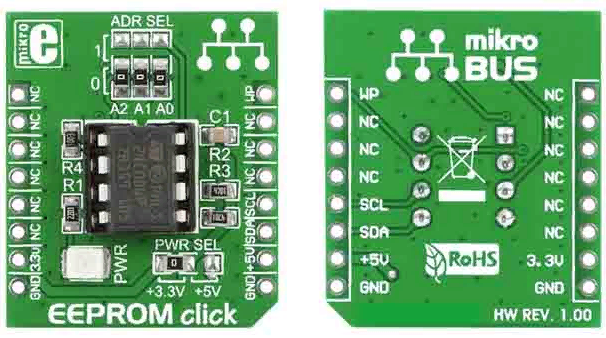 mikro e
ADR SEL
1
0
A2 A1 A0
NC
NC
NC
NC
NC
NC
3.3V
GND
WP
NC
NC
NC
SCL
SDA
+5V
GND
C1
R2
R3
R4
R1
PWR
PWR SEL
+3.3V +5V
EEPROM click
mikro
BUS
WP
NC
NC
NC
SCL
SDA
+5V
GND
NC
NC
NC
NC
NC
NC
3.3V
GND
RoHS
HW REV. 1.00